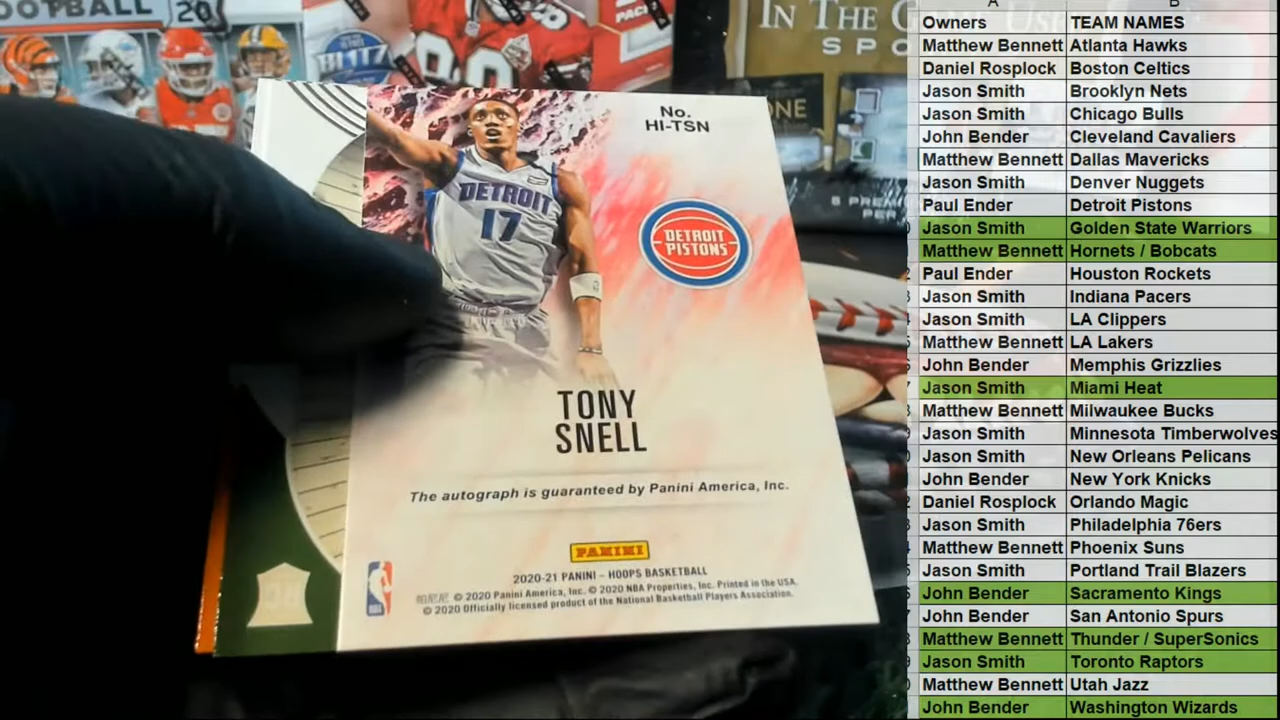 OOTBALL 20
IN THE G
SPO
ONE
No.
HI-TSN
DETROIT
17
DETROIT
PISTONS
TONY
SNELL
The autograph is guaranteed by Panini America, Inc.
PANINI
2020-21 PANINI – HOOPS BASKETBALL
© 2020 Panini America, Inc. © 2020 NBA Properties, Inc. Printed in the USA.
© 2020 Officially licensed product of the National Basketball Players Association.
NBA
A B
Owners TEAM NAMES
Matthew Bennett Atlanta Hawks
Daniel Rosplock Boston Celtics
Jason Smith Brooklyn Nets
Jason Smith Chicago Bulls
John Bender Cleveland Cavaliers
Matthew Bennett Dallas Mavericks
Jason Smith Denver Nuggets
Paul Ender Detroit Pistons
Jason Smith Golden State Warriors
Matthew Bennett Hornets / Bobcats
Paul Ender Houston Rockets
Jason Smith Indiana Pacers
Jason Smith LA Clippers
Matthew Bennett LA Lakers
John Bender Memphis Grizzlies
Jason Smith Miami Heat
Matthew Bennett Milwaukee Bucks
Jason Smith Minnesota Timberwolves
Jason Smith New Orleans Pelicans
John Bender New York Knicks
Daniel Rosplock Orlando Magic
Jason Smith Philadelphia 76ers
Matthew Bennett Phoenix Suns
Jason Smith Portland Trail Blazers
John Bender Sacramento Kings
John Bender San Antonio Spurs
Matthew Bennett Thunder / SuperSonics
Jason Smith Toronto Raptors
Matthew Bennett Utah Jazz
John Bender Washington Wizards